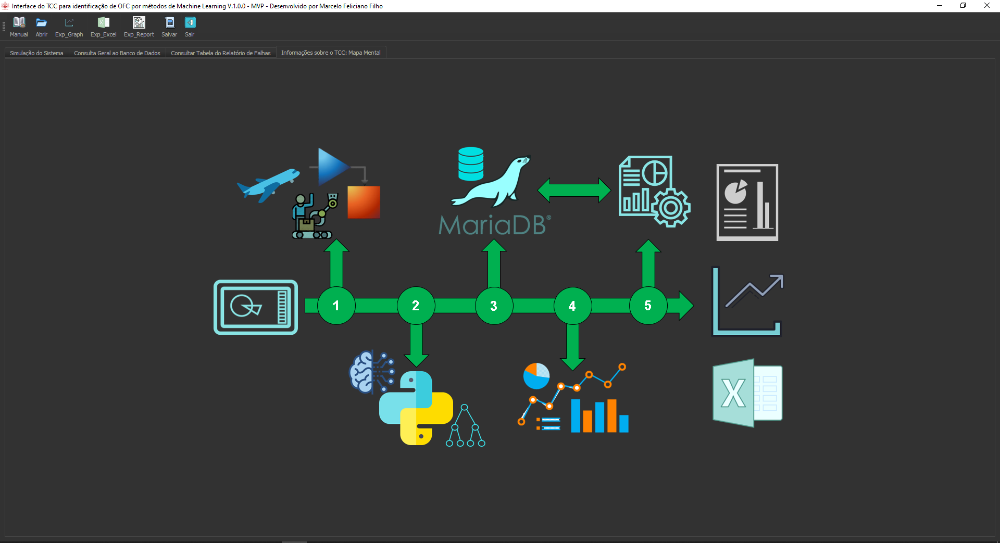 Interface do TCC para identificação de OFC por métodos de Machine Learning V.1.0.0 - MVP - Desenvolvido por Marcelo Feliciano Filho
Manual Abrir Exp_Graph Exp_Excel Exp_Report Salvar Sair
Simulação do Sistema Consulta Geral ao Banco de Dados Consultar Tabela do Relatório de Falhas Informações sobre o TCC: Mapa Mental
MariaDB®
1 2 3 4 5
X